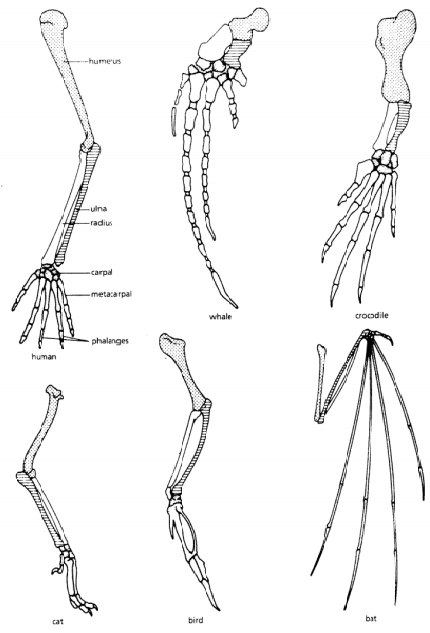 humerus
ulna
radius
carpal
metacarpal
phalanges
human
whale
crocodile
cat
bird
bat